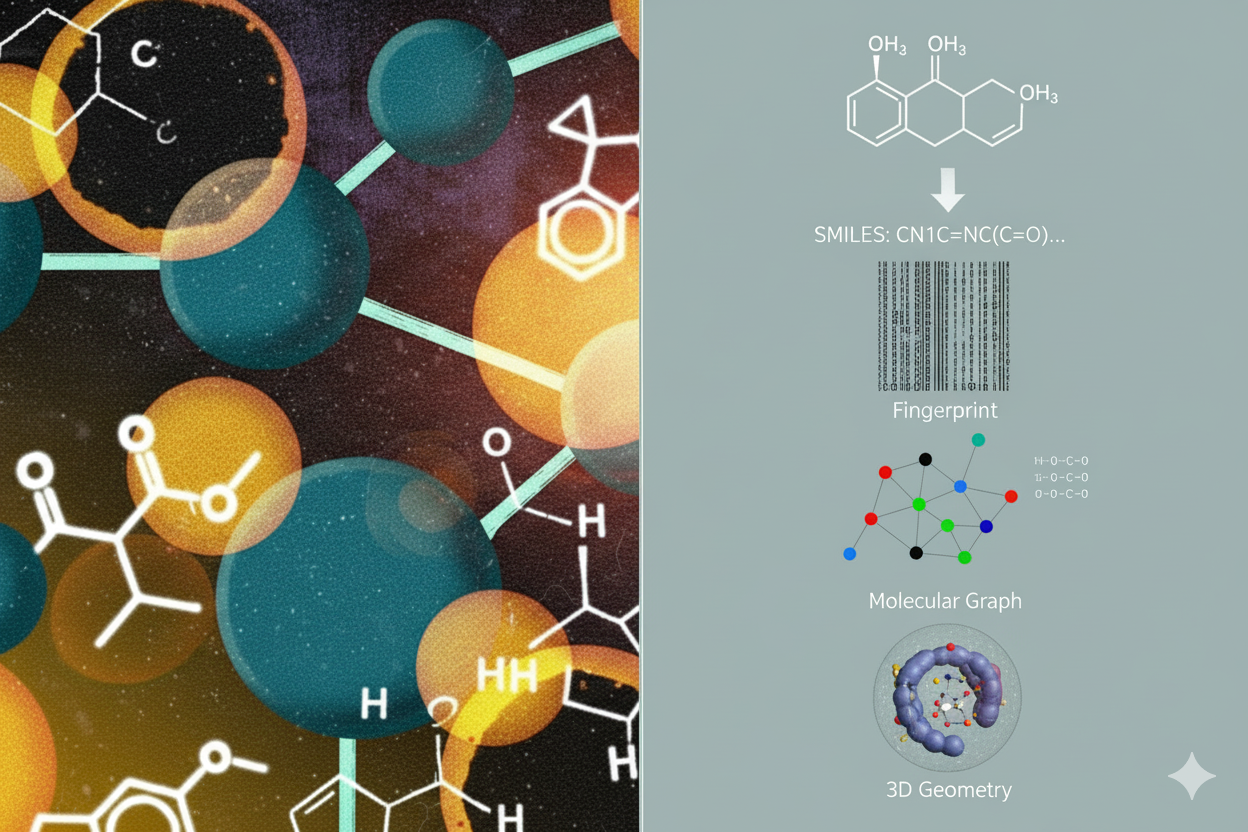 C
C
O
O
O
O
H
HH
H
O
H
O
H
OH₃ OH₃
OH₃
SMILES: CN1C=NC(C=O)...
Fingerprint
H-O-C-O
O-O-C-O
Molecular Graph
3D Geometry